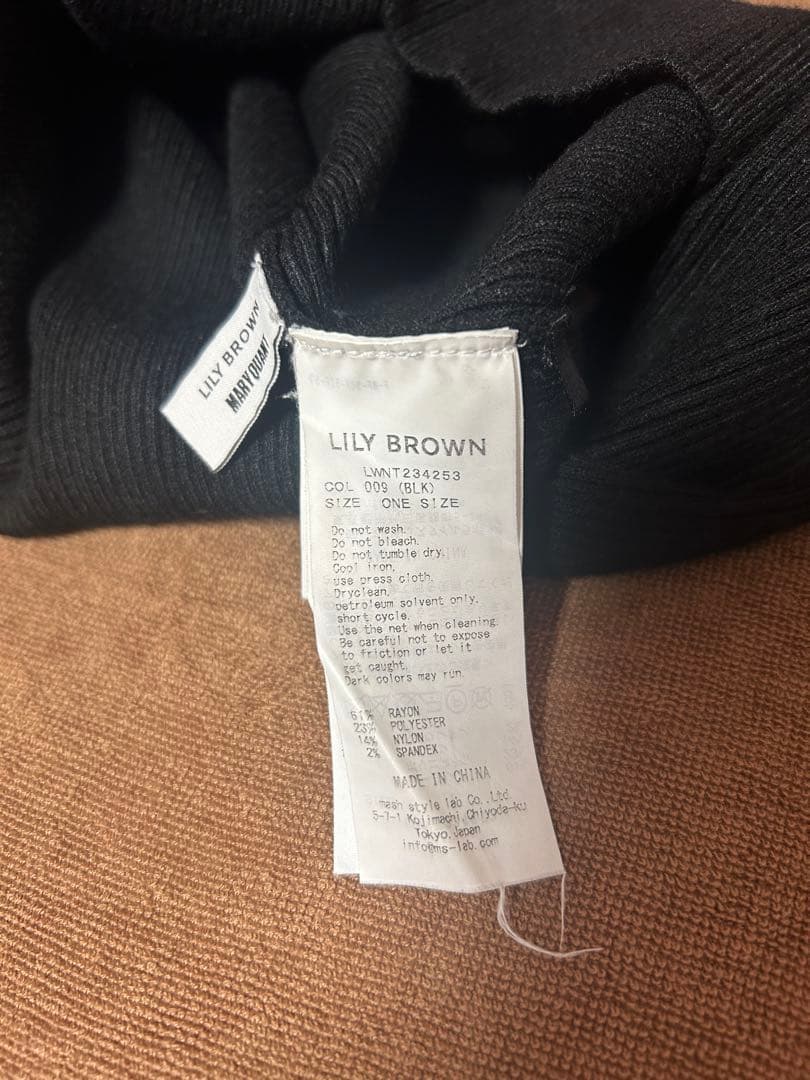 LILY BROWN
MARY QUANT
LILY BROWN
LWNT234253
COL 009 (BLK)
SIZE ONE SIZE
Do not wash.
Do not bleach.
Do not tumble dry.
Cool iron,
use press cloth.
Dryclean,
petroleum solvent only,
short cycle.
Use the net when cleaning.
Be careful not to expose
to friction or let it
get caught.
Dark colors may run.
61% RAYON
23% POLYESTER
14% NYLON
2% SPANDEX
MADE IN CHINA
mash style lab Co.,Ltd.
5-7-1 Kojimachi,Chiyoda-ku
Tokyo,Japan
info@ms-lab.com